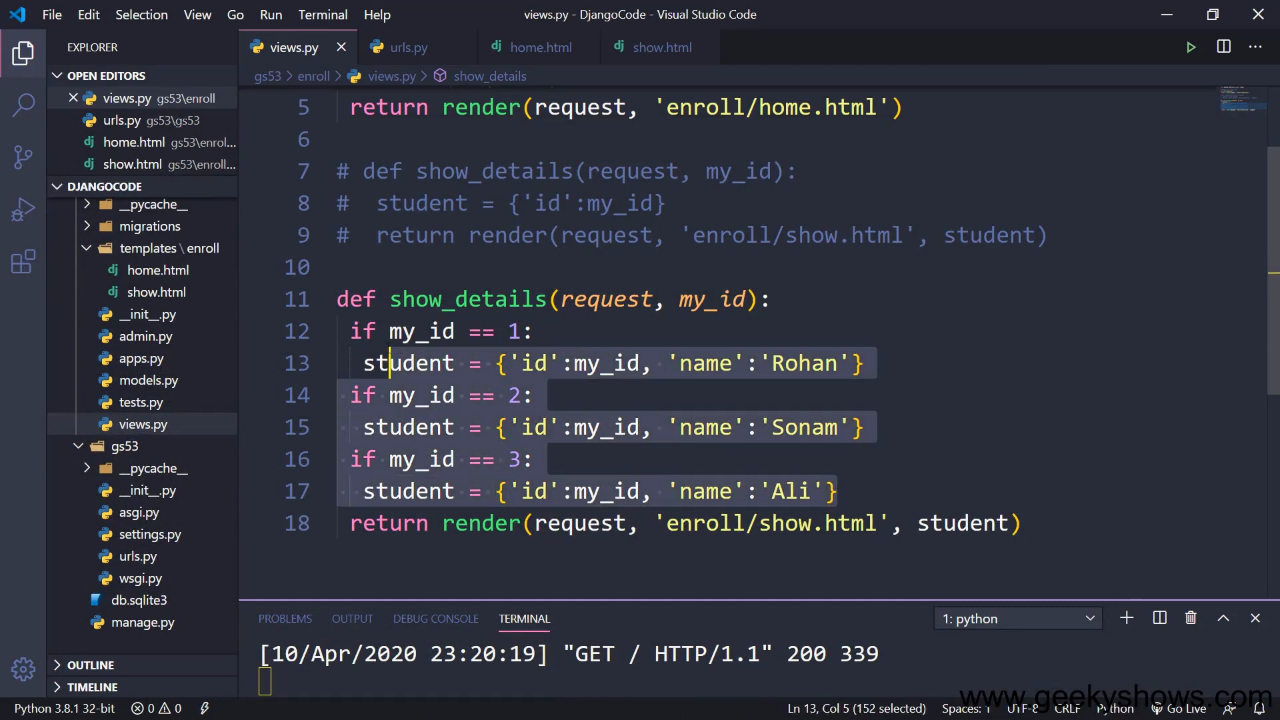 File Edit Selection View Go Run Terminal Help views.py - DjangoCode - Visual Studio Code
EXPLORER
views.py urls.py home.html show.html
OPEN EDITORS
gs53 > enroll > views.py > show_details
views.py gs53\enroll
urls.py gs53\gs53
home.html gs53\enrol...
show.html gs53\enroll...
DJANGOCODE
__pycache__
migrations
templates \ enroll
home.html
show.html
__init__.py
admin.py
apps.py
models.py
tests.py
views.py
gs53
__pycache__
__init__.py
asgi.py
settings.py
urls.py
wsgi.py
db.sqlite3
manage.py
OUTLINE
TIMELINE
5 return render(request, 'enroll/home.html')
6
7 # def show_details(request, my_id):
8 # student = {'id':my_id}
9 # return render(request, 'enroll/show.html', student)
10
11 def show_details(request, my_id):
12 if my_id == 1:
13 student = {'id':my_id, 'name':'Rohan'}
14 if my_id == 2:
15 student = {'id':my_id, 'name':'Sonam'}
16 if my_id == 3:
17 student = {'id':my_id, 'name':'Ali'}
18 return render(request, 'enroll/show.html', student)
PROBLEMS OUTPUT DEBUG CONSOLE TERMINAL 1: python
[10/Apr/2020 23:20:19] "GET / HTTP/1.1" 200 339
www.geekyshows.com
Python 3.8.1 32-bit 0 0 Ln 13, Col 5 (152 selected) Spaces: 1 UTF-8 CRLF Python Go Live